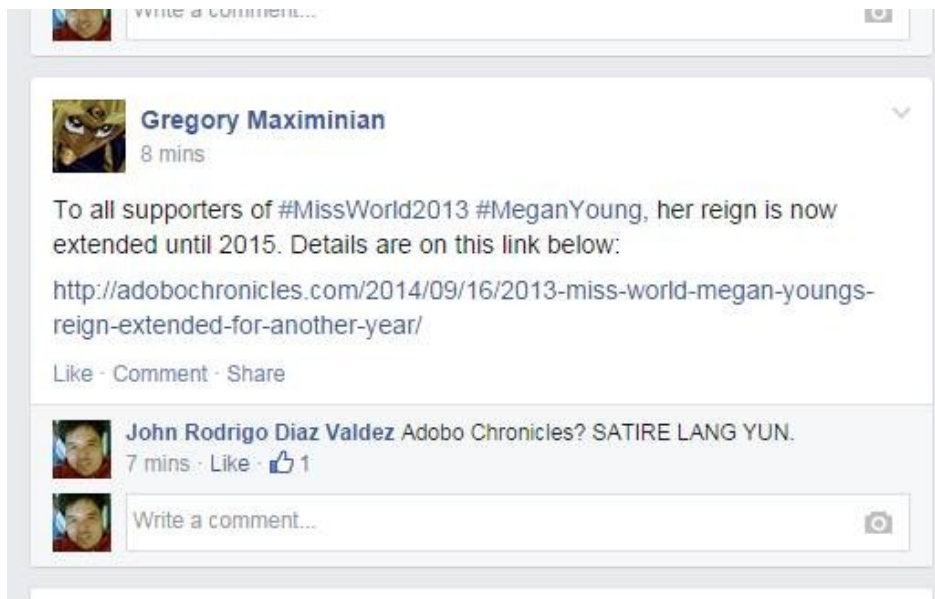 Write a comment...
Gregory Maximinian
8 mins
To all supporters of #MissWorld2013 #MeganYoung, her reign is now
extended until 2015. Details are on this link below:
http://adobochronicles.com/2014/09/16/2013-miss-world-megan-youngs-
reign-extended-for-another-year/
Like · Comment · Share
John Rodrigo Diaz Valdez Adobo Chronicles? SATIRE LANG YUN.
7 mins · Like · 1
Write a comment...